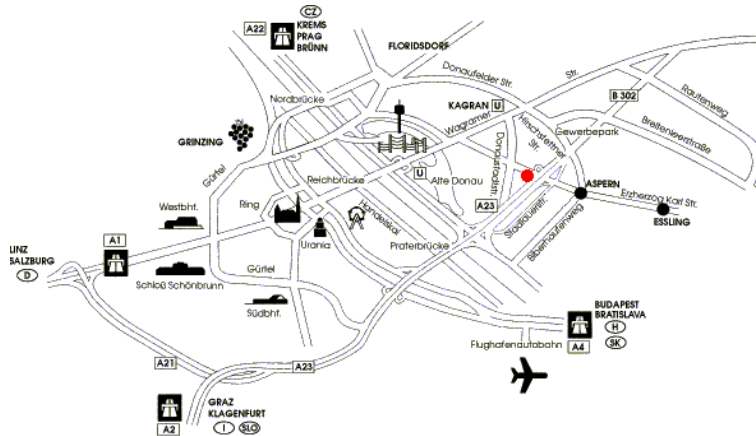 CZ
A22
KREMS
PRAG
BRÜNN
FLORIDSDORF
Donaufelder Str.
Str.
Nordbrücke
KAGRAN U
B 302
Rautenweg
Wagramer
Hirschstettner
Str.
Gewerbepark
Breitenleerstraße
GRINZING
Gürtel
Reichbrücke
U
Alte Donau
Donaustadtstr.
ASPERN
Erzherzog Karl Str.
ESSLING
Westbhf.
Ring
Handelskai
A23
Stadlauerstr.
Biberhaufenweg
Urania
Praterbrücke
LINZ
SALZBURG
D
A1
Schloß Schönbrunn
Gürtel
Südbhf.
BUDAPEST
BRATISLAVA
H
SK
A4
Flughafenautobahn
A21
A23
A2
GRAZ
KLAGENFURT
I
SLO